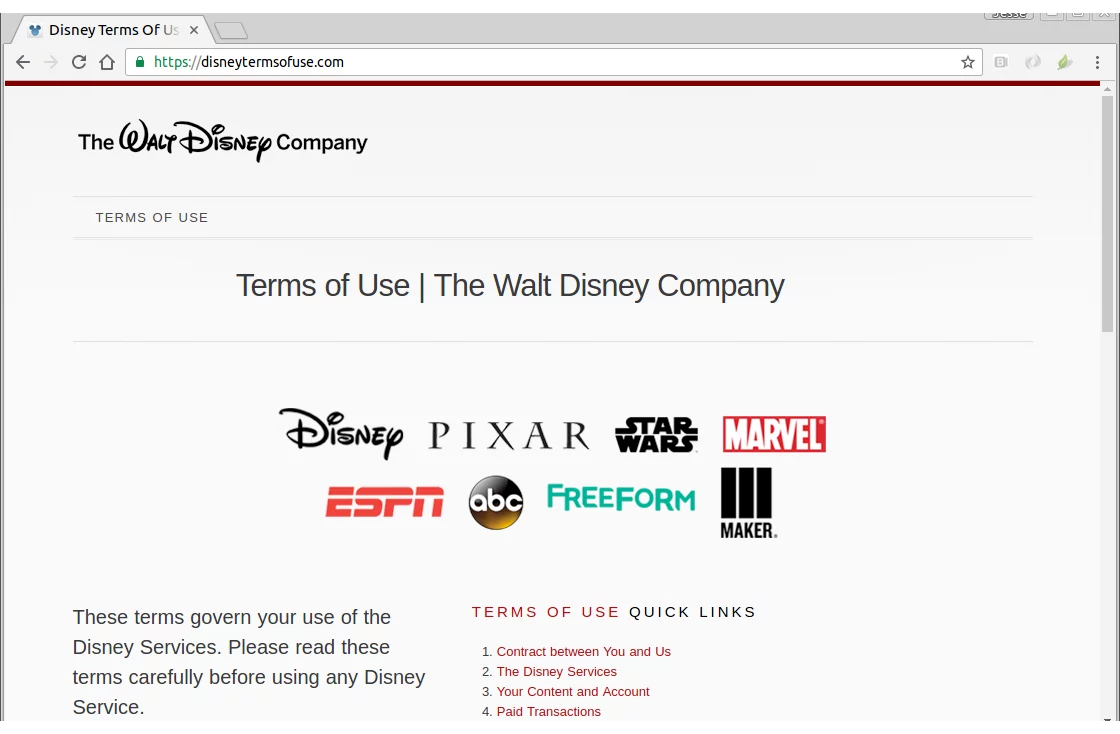 Jesse
Disney Terms Of Us
https://disneytermsofuse.com
The WALT DISNEY Company
TERMS OF USE
Terms of Use | The Walt Disney Company
DISNEY PIXAR STAR WARS MARVEL
ESPN abc FREEFORM MAKER
These terms govern your use of the
Disney Services. Please read these
terms carefully before using any Disney
Service.
TERMS OF USE QUICK LINKS
1. Contract between You and Us
2. The Disney Services
3. Your Content and Account
4. Paid Transactions